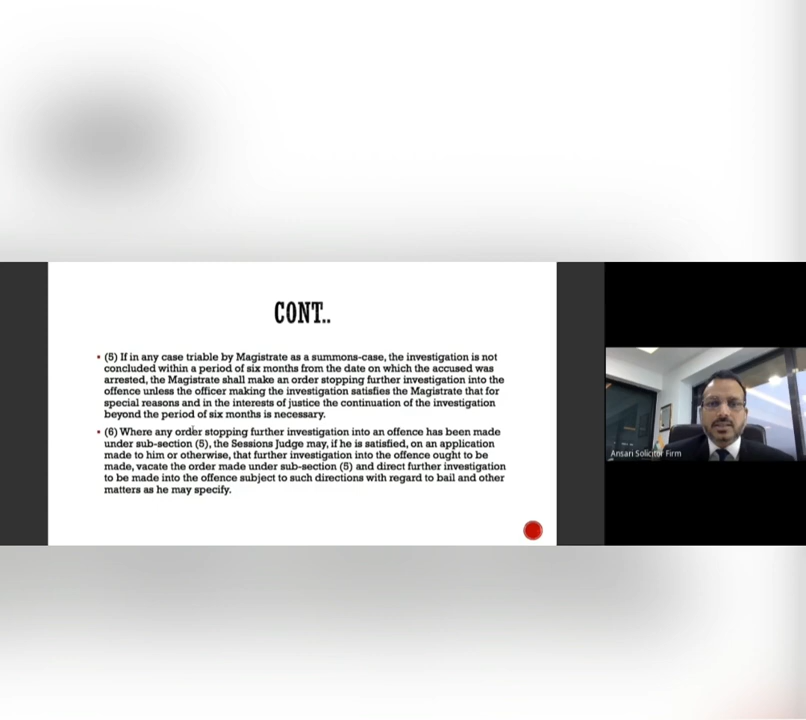 CONT..
• (5) If in any case triable by Magistrate as a summons-case, the investigation is not
concluded within a period of six months from the date on which the accused was
arrested, the Magistrate shall make an order stopping further investigation into the
offence unless the officer making the investigation satisfies the Magistrate that for
special reasons and in the interests of justice the continuation of the investigation
beyond the period of six months is necessary.
• (6) Where any order stopping further investigation into an offence has been made
under sub-section (5), the Sessions Judge may, if he is satisfied, on an application
made to him or otherwise, that further investigation into the offence ought to be
made, vacate the order made under sub-section (5) and direct further investigation
to be made into the offence subject to such directions with regard to bail and other
matters as he may specify.
Ansari Solicitor Firm